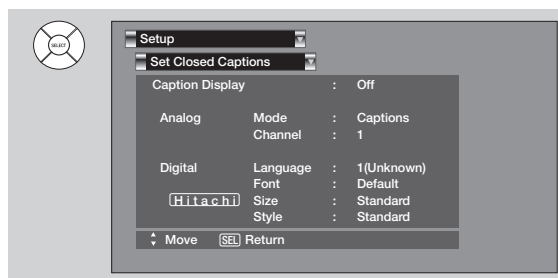 SELECT
Setup
Set Closed Captions
Caption Display : Off
Analog Mode : Captions
Channel : 1
Digital Language : 1(Unknown)
Font : Default
Hitachi Size : Standard
Style : Standard
Move SEL Return